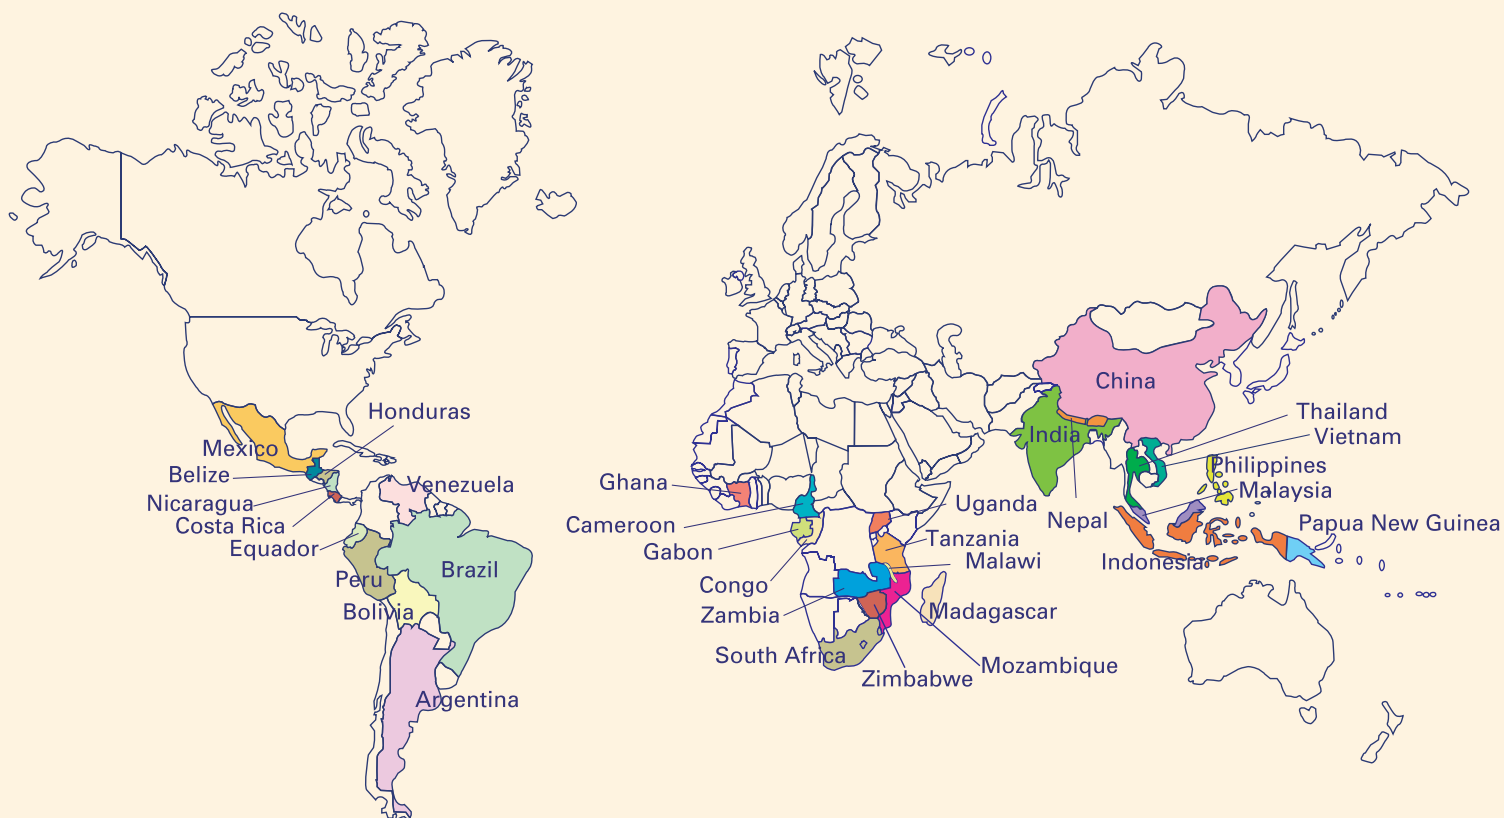 Honduras
Mexico
Belize
Venezuela
Nicaragua
Costa Rica
Equador
Peru
Brazil
Bolivia
Argentina
Ghana
Cameroon
Gabon
Congo
Zambia
South Africa
Uganda
Tanzania
Malawi
Madagascar
Mozambique
Zimbabwe
China
India
Nepal
Thailand
Vietnam
Philippines
Malaysia
Papua New Guinea
Indonesia